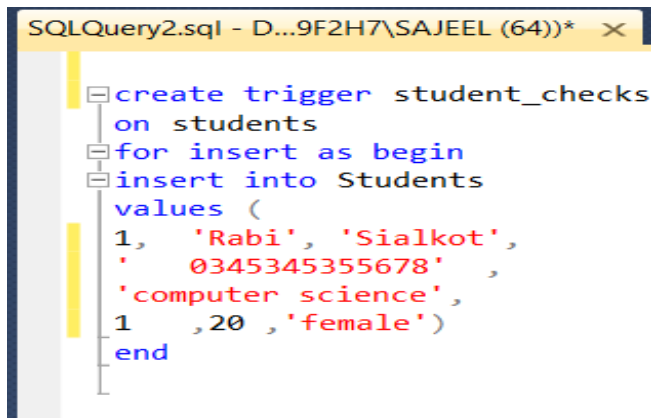 SQLQuery2.sql - D...9F2H7\SAJEEL (64))* ×
create trigger student_checks
on students
for insert as begin
insert into Students
values (
1,   'Rabi', 'Sialkot',
'   0345345355678'  ,
'computer science',
1    ,20 ,'female')
end